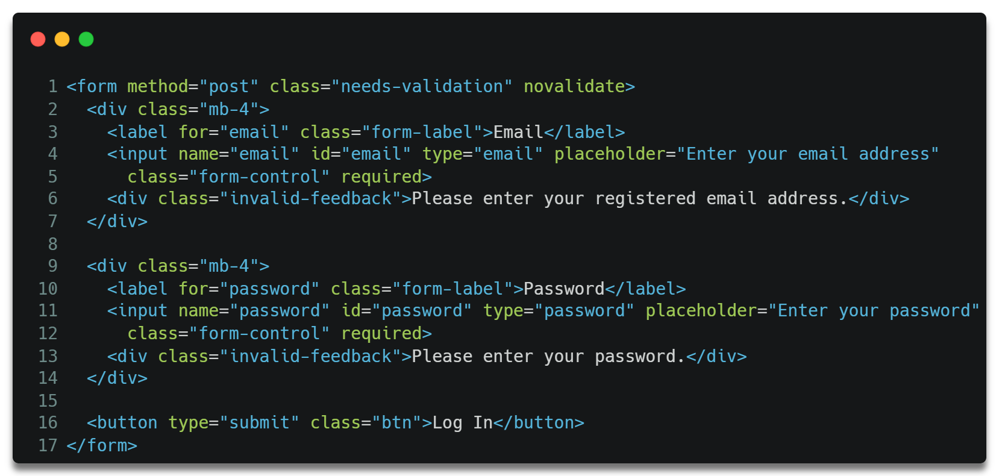 1 <form method="post" class="needs-validation" novalidate>
2   <div class="mb-4">
3     <label for="email" class="form-label">Email</label>
4     <input name="email" id="email" type="email" placeholder="Enter your email address"
5       class="form-control" required>
6     <div class="invalid-feedback">Please enter your registered email address.</div>
7   </div>
8
9   <div class="mb-4">
10     <label for="password" class="form-label">Password</label>
11     <input name="password" id="password" type="password" placeholder="Enter your password"
12       class="form-control" required>
13     <div class="invalid-feedback">Please enter your password.</div>
14   </div>
15
16   <button type="submit" class="btn">Log In</button>
17 </form>